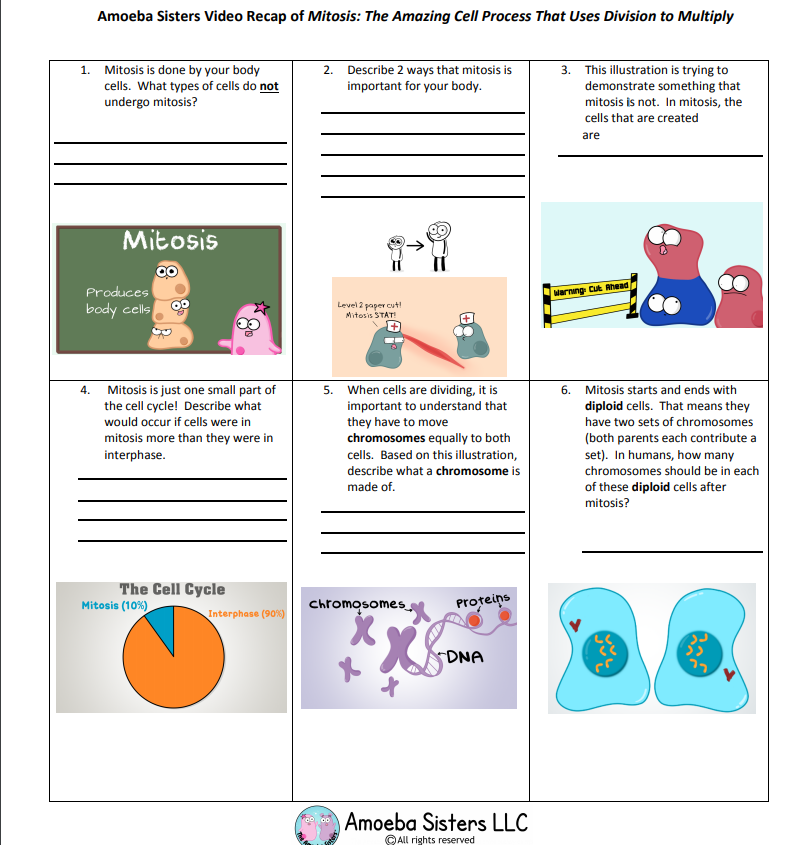 Amoeba Sisters Video Recap of Mitosis: The Amazing Cell Process That Uses Division to Multiply
1. Mitosis is done by your body
cells. What types of cells do not
undergo mitosis?
Mitosis
Produces
body cells
2. Describe 2 ways that mitosis is
important for your body.
Level 2 paper cut!
Mitosis STAT!
3. This illustration is trying to
demonstrate something that
mitosis is not. In mitosis, the
cells that are created
are
Warning: Cut Ahead
4. Mitosis is just one small part of
the cell cycle! Describe what
would occur if cells were in
mitosis more than they were in
interphase.
The Cell Cycle
Mitosis (10%)
Interphase (90%)
5. When cells are dividing, it is
important to understand that
they have to move
chromosomes equally to both
cells. Based on this illustration,
describe what a chromosome is
made of.
Chromosomes
Proteins
DNA
6. Mitosis starts and ends with
diploid cells. That means they
have two sets of chromosomes
(both parents each contribute a
set). In humans, how many
chromosomes should be in each
of these diploid cells after
mitosis?
Amoeba Sisters LLC
©All rights reserved